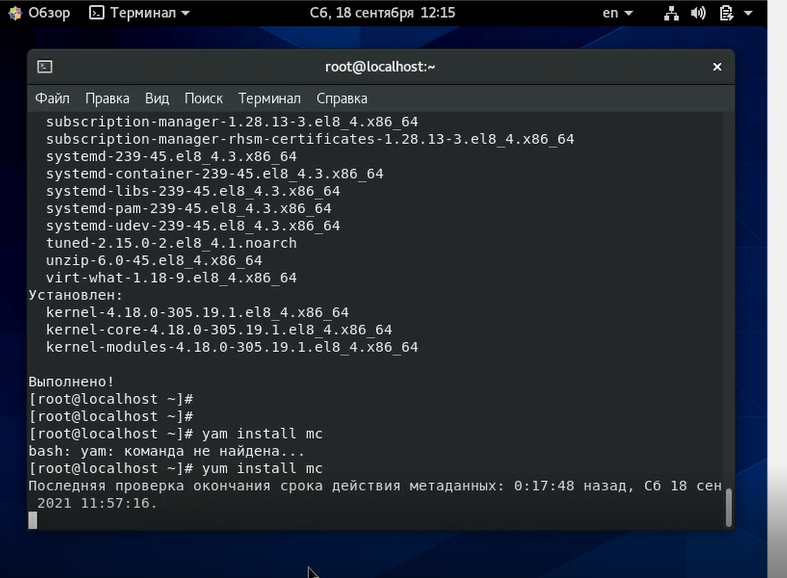 Обзор Терминал Сб, 18 сентября 12:15 en
root@localhost:~
Файл Правка Вид Поиск Терминал Справка
subscription-manager-1.28.13-3.el8_4.x86_64
subscription-manager-rhsm-certificates-1.28.13-3.el8_4.x86_64
systemd-239-45.el8_4.3.x86_64
systemd-container-239-45.el8_4.3.x86_64
systemd-libs-239-45.el8_4.3.x86_64
systemd-pam-239-45.el8_4.3.x86_64
systemd-udev-239-45.el8_4.3.x86_64
tuned-2.15.0-2.el8_4.1.noarch
unzip-6.0-45.el8_4.x86_64
virt-what-1.18-9.el8_4.x86_64
Установлен:
kernel-4.18.0-305.19.1.el8_4.x86_64
kernel-core-4.18.0-305.19.1.el8_4.x86_64
kernel-modules-4.18.0-305.19.1.el8_4.x86_64
Выполнено!
[root@localhost ~]#
[root@localhost ~]#
[root@localhost ~]# yam install mc
bash: yam: команда не найдена...
[root@localhost ~]# yum install mc
Последняя проверка окончания срока действия метаданных: 0:17:48 назад, Сб 18 сен
2021 11:57:16.